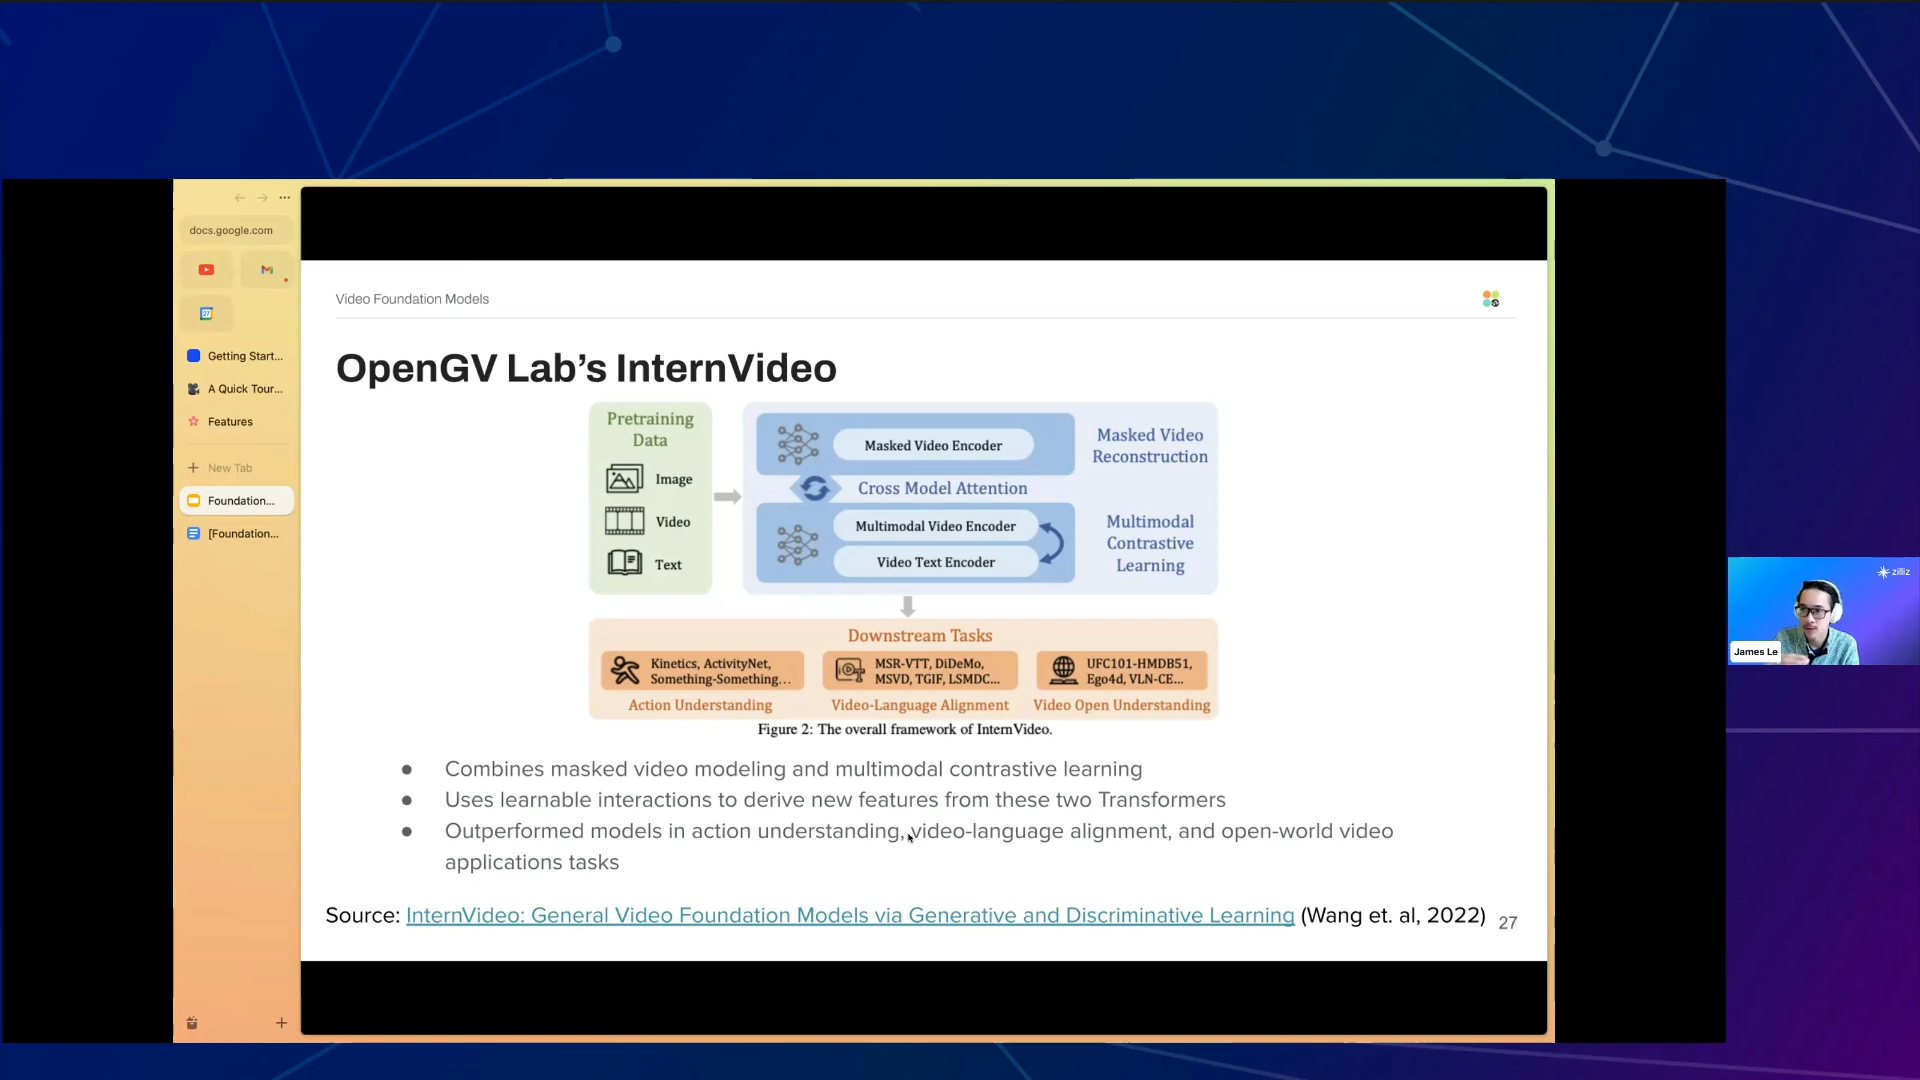 docs.google.com
27
Getting Start...
A Quick Tour...
Features
New Tab
Foundation...
[Foundation...
Video Foundation Models
OpenGV Lab’s InternVideo
Pretraining
Data
Image
Video
Text
Masked Video Encoder
Masked Video
Reconstruction
Cross Model Attention
Multimodal Video Encoder
Video Text Encoder
Multimodal
Contrastive
Learning
Downstream Tasks
Kinetics, ActivityNet,
Something-Something...
Action Understanding
MSR-VTT, DiDeMo,
MSVD, TGIF, LSMDC...
Video-Language Alignment
UFC101-HMDB51,
Ego4d, VLN-CE...
Video Open Understanding
Figure 2: The overall framework of InternVideo.
● Combines masked video modeling and multimodal contrastive learning
● Uses learnable interactions to derive new features from these two Transformers
● Outperformed models in action understanding, video-language alignment, and open-world video
applications tasks
Source: InternVideo: General Video Foundation Models via Generative and Discriminative Learning (Wang et. al, 2022)
27
zilliz
James Le